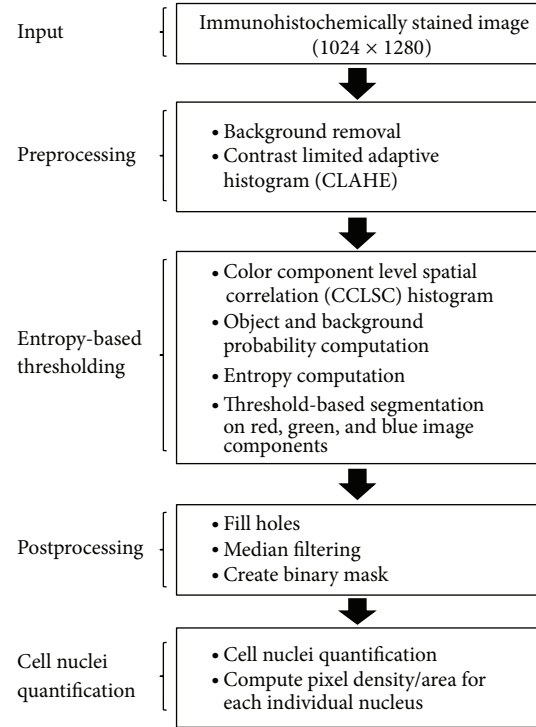 Input
Immunohistochemically stained image
(1024 × 1280)
Preprocessing
• Background removal
• Contrast limited adaptive
histogram (CLAHE)
Entropy-based
thresholding
• Color component level spatial
correlation (CCLSC) histogram
• Object and background
probability computation
• Entropy computation
• Threshold-based segmentation
on red, green, and blue image
components
Postprocessing
• Fill holes
• Median filtering
• Create binary mask
Cell nuclei
quantification
• Cell nuclei quantification
• Compute pixel density/area for
each individual nucleus